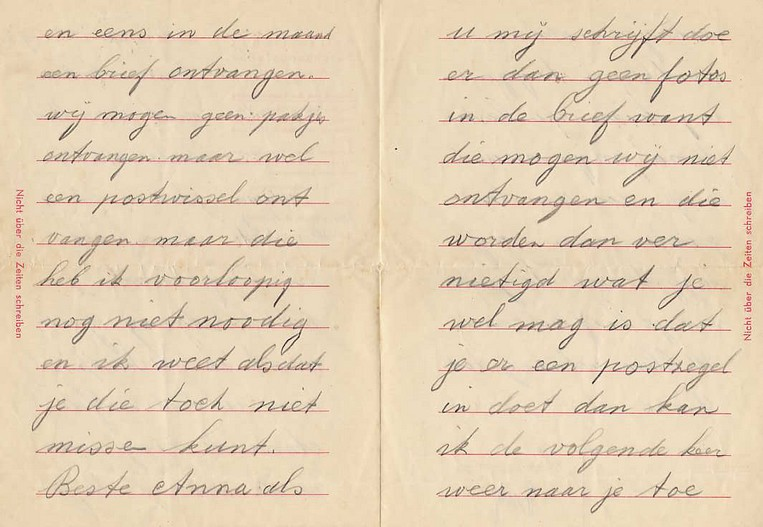 en eens in de maand
een brief ontvangen.
wij mogen geen pakjes
ontvangen maar wel
een postwissel ont
vangen maar die
heb ik voorloopig
nog niet noodig
en ik weet alsdat
je die toch niet
missen kunt.
Beste Anna als
Nicht über die Zeilen schreiben
u mij schrijft doe
er dan geen fotos
in de brief want
die mogen wij niet
ontvangen en die
worden dan ver
nietigd wat je
wel mag is dat
je er een postzegel
in doet dan kan
ik de volgende keer
weer naar je toe
Nicht über die Zeilen schreiben